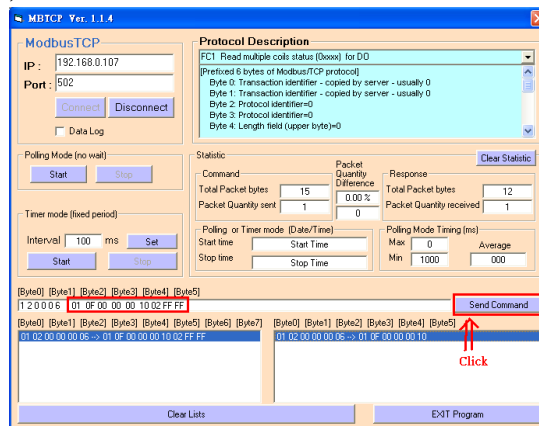 MBTCP Ver. 1.1.4
ModbusTCP
IP : 192.168.0.107
Port : 502
Connect Disconnect
Data Log
Protocol Description
FC1 Read multiple coils status (0xxxx) for DO
[Prefixed 6 bytes of Modbus/TCP protocol]
Byte 0: Transaction identifier - copied by server - usually 0
Byte 1: Transaction identifier - copied by server - usually 0
Byte 2: Protocol identifier=0
Byte 3: Protocol identifier=0
Byte 4: Length field (upper byte)=0
Polling Mode (no wait)
Start Stop
Timer mode (fixed period)
Interval 100 ms Set
Start Stop
Statistic
Clear Statistic
Command
Total Packet bytes 15
Packet Quantity sent 1
Packet Quantity Difference
0.00 %
0
Response
Total Packet bytes 12
Packet Quantity received 1
Polling or Timer mode (Date/Time)
Start time Start Time
Stop time Stop Time
Polling Mode Timing (ms)
Max 0 Average
Min 1000 000
[Byte0] [Byte1] [Byte2] [Byte3] [Byte4] [Byte5]
1 2 0 0 0 6 01 0F 00 00 00 10 02 FF FF
Send Command
[Byte0] [Byte1] [Byte2] [Byte3] [Byte4] [Byte5] [Byte6] [Byte7]
01 02 00 00 00 06 --> 01 0F 00 00 00 10 02 FF FF
[Byte0] [Byte1] [Byte2] [Byte3] [Byte4] [Byte5]
01 02 00 00 00 06 --> 01 0F 00 00 00 10
Click
Clear Lists
EXIT Program